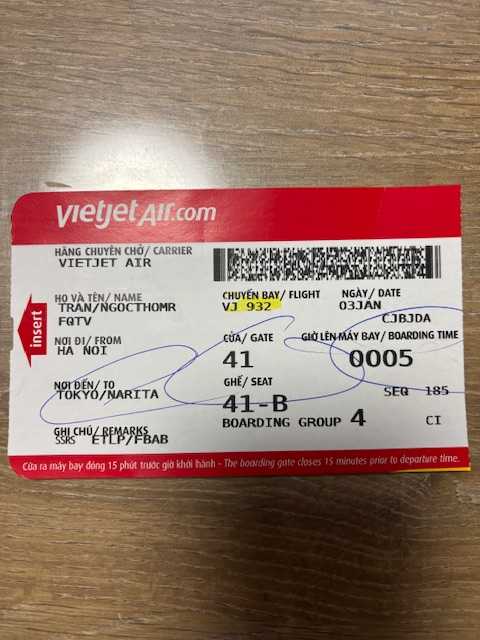 vietjet Air.com
HÃNG CHUYÊN CHỞ/ CARRIER
VIETJET AIR
HỌ VÀ TÊN/ NAME
TRAN/NGOCTHOMR
FQTV
CHUYẾN BAY/ FLIGHT
VJ 932
NGÀY/ DATE
03JAN
CJBJDA
insert
NƠI ĐI/ FROM
HA NOI
CỬA/ GATE
41
GIỜ LÊN MÁY BAY/ BOARDING TIME
0005
NƠI ĐẾN/ TO
TOKYO/NARITA
GHẾ/ SEAT
41-B
SEQ 185
BOARDING GROUP 4
CI
GHI CHÚ/ REMARKS
SSRS ETLP/FBAB
Cửa ra máy bay đóng 15 phút trước giờ khởi hành - The boarding gate closes 15 minutes prior to departure time.